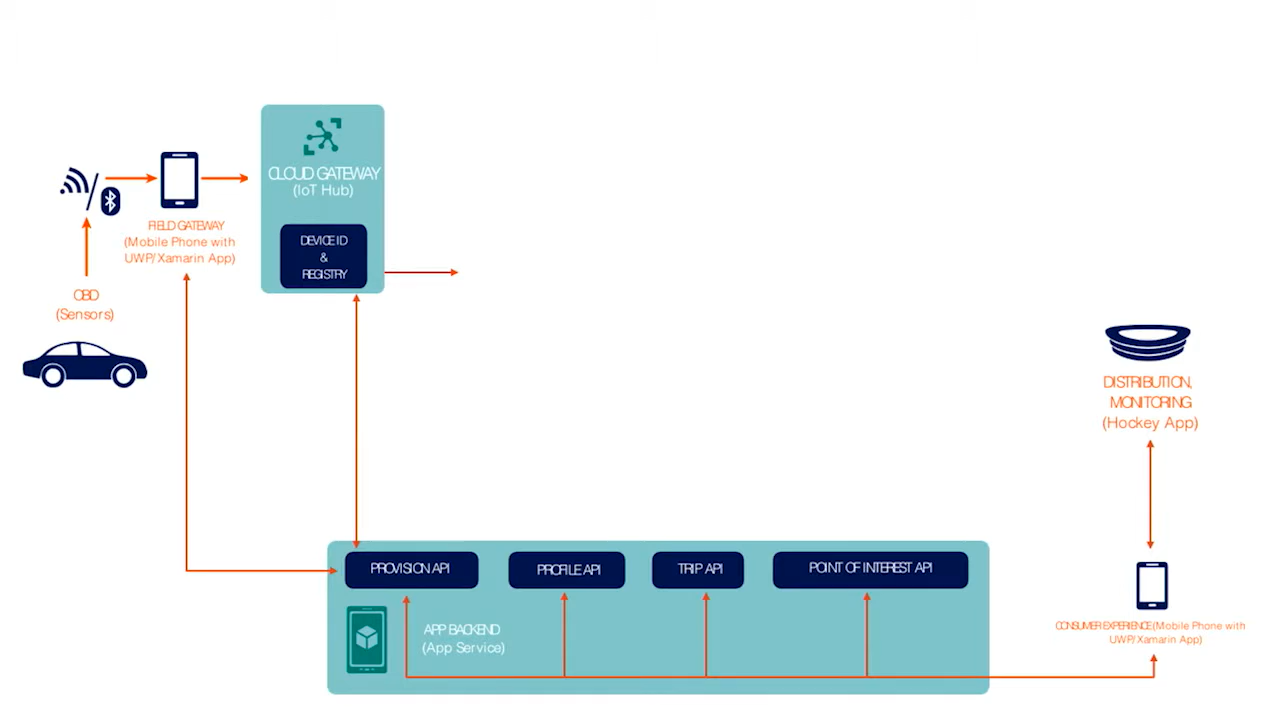 CLOUD GATEWAY
(IoT Hub)
DEVICE ID
&
REGISTRY
FIELD GATEWAY
(Mobile Phone with
UWP/Xamarin App)
OBD
(Sensors)
DISTRIBUTION,
MONITORING
(Hockey App)
PROVISION API
PROFILE API
TRIP API
POINT OF INTEREST API
APP BACKEND
(App Service)
CONSUMER EXPERIENCE (Mobile Phone with
UWP/Xamarin App)